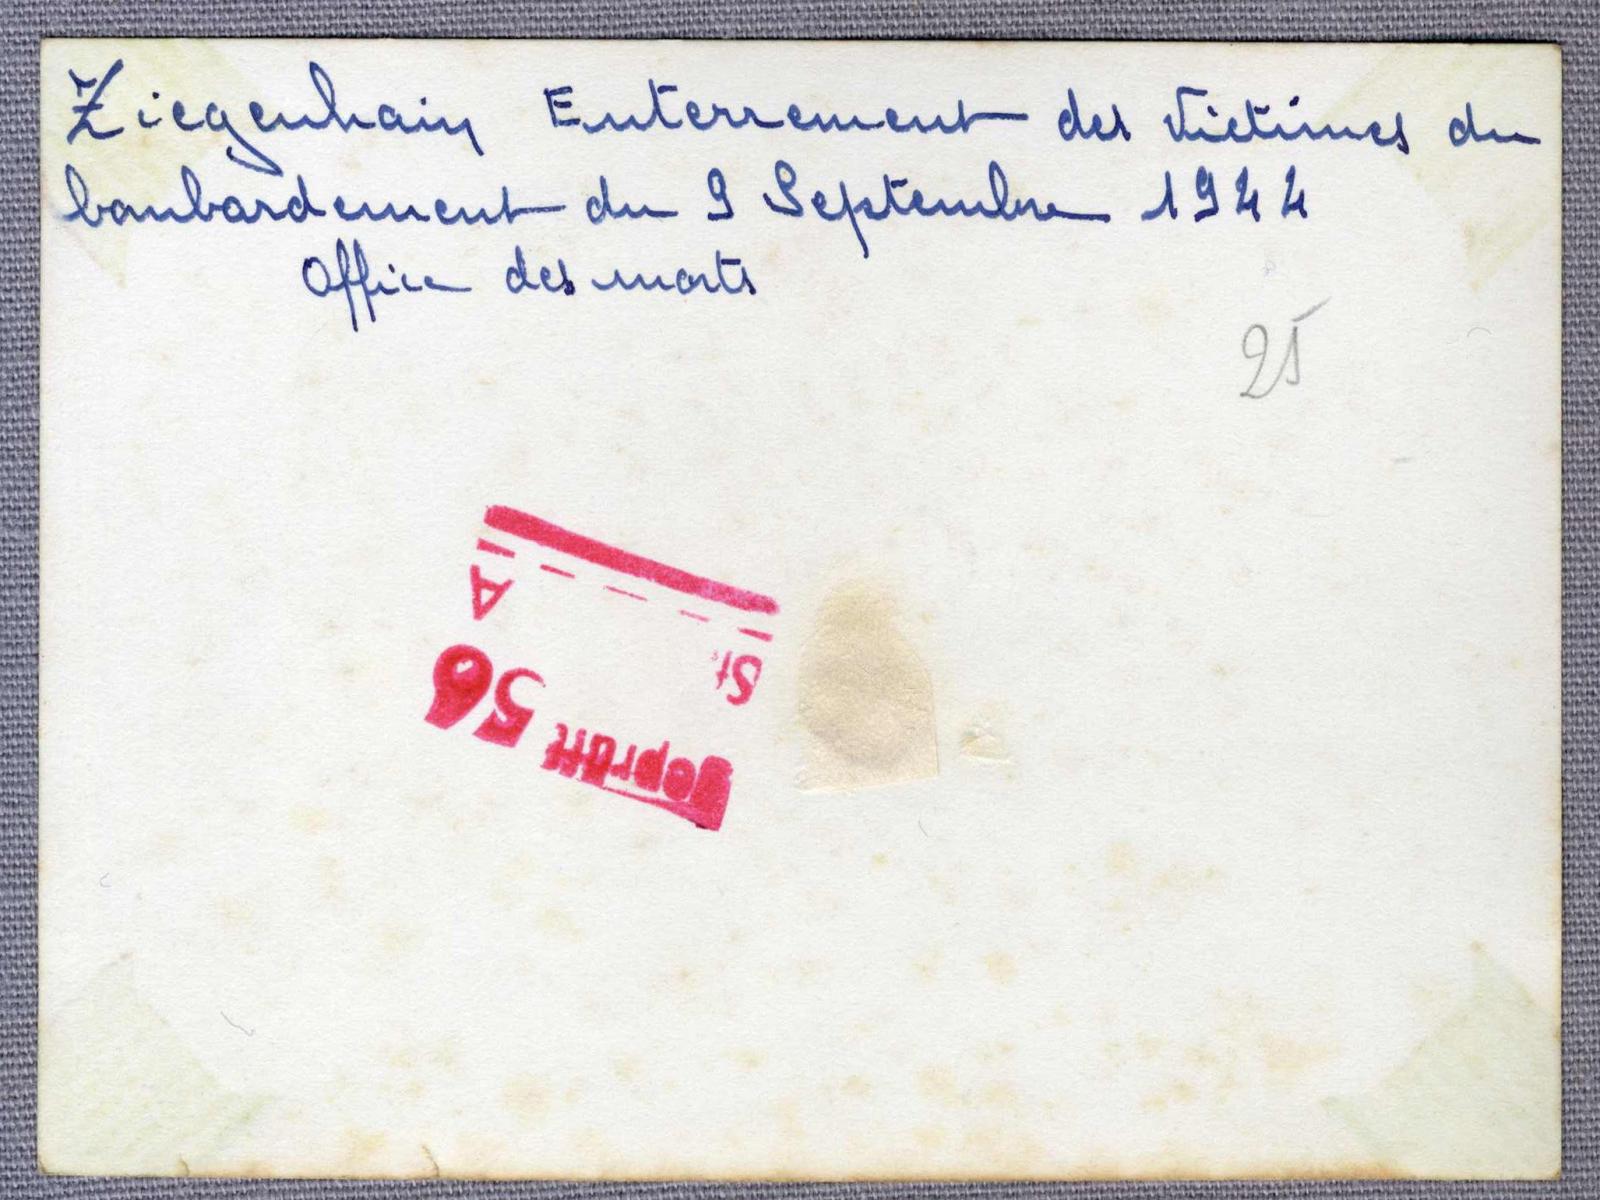 Ziegenhain Enterrement des victimes du
bombardement du 9 Septembre 1944
Office des morts
25
St. A
geprüft 56